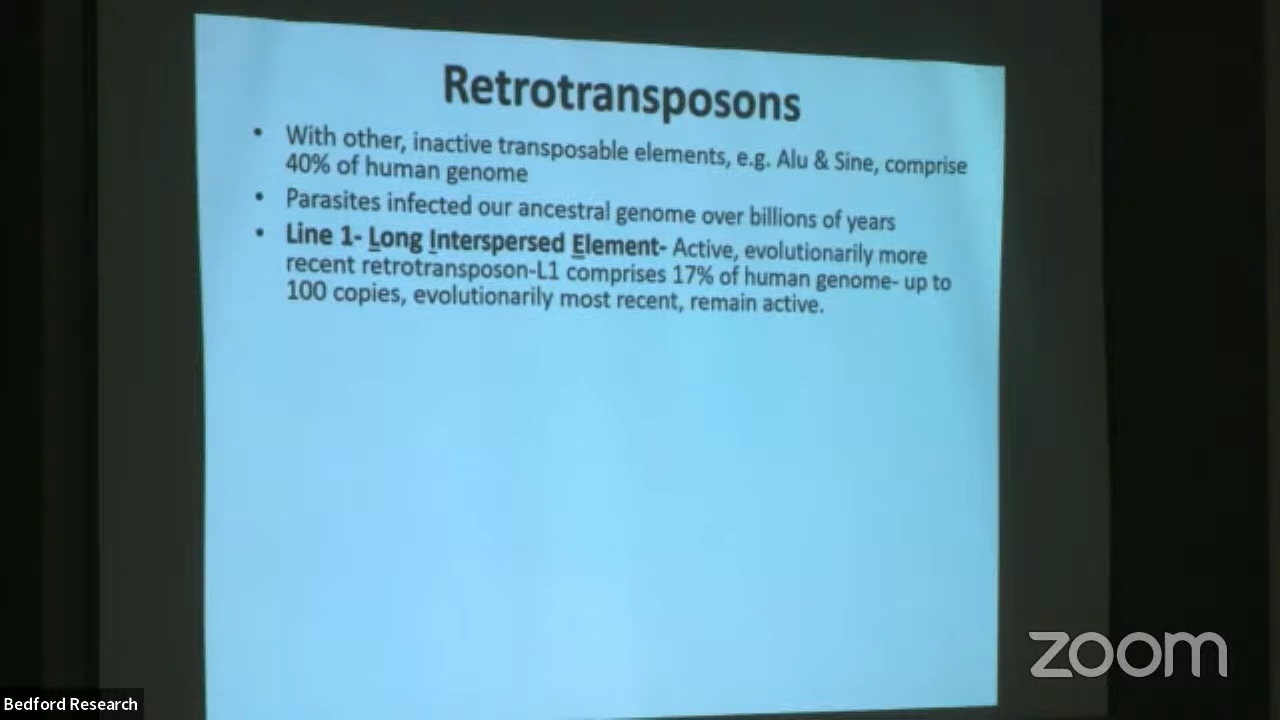 Retrotransposons
• With other, inactive transposable elements, e.g. Alu & Sine, comprise
40% of human genome
• Parasites infected our ancestral genome over billions of years
• Line 1- Long Interspersed Element- Active, evolutionarily more
recent retrotransposon-L1 comprises 17% of human genome- up to
100 copies, evolutionarily most recent, remain active.
zoom
Bedford Research